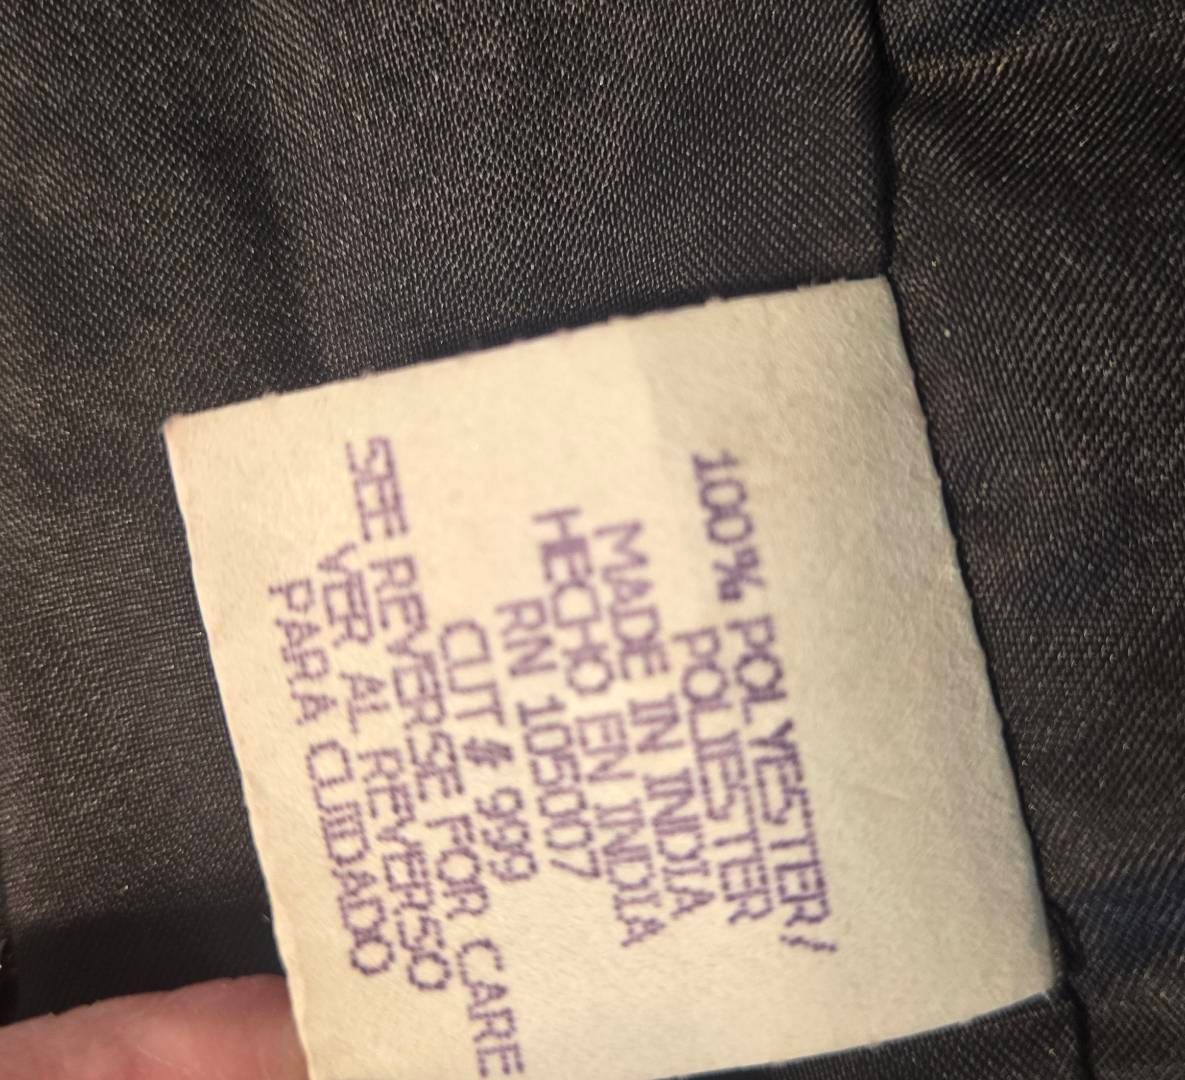 100% POLYESTER/
POLIESTER
MADE IN INDIA
HECHO EN INDIA
RN 105007
CUT # 999
SEE REVERSE FOR CARE
VER AL REVERSO
PARA CUIDADO